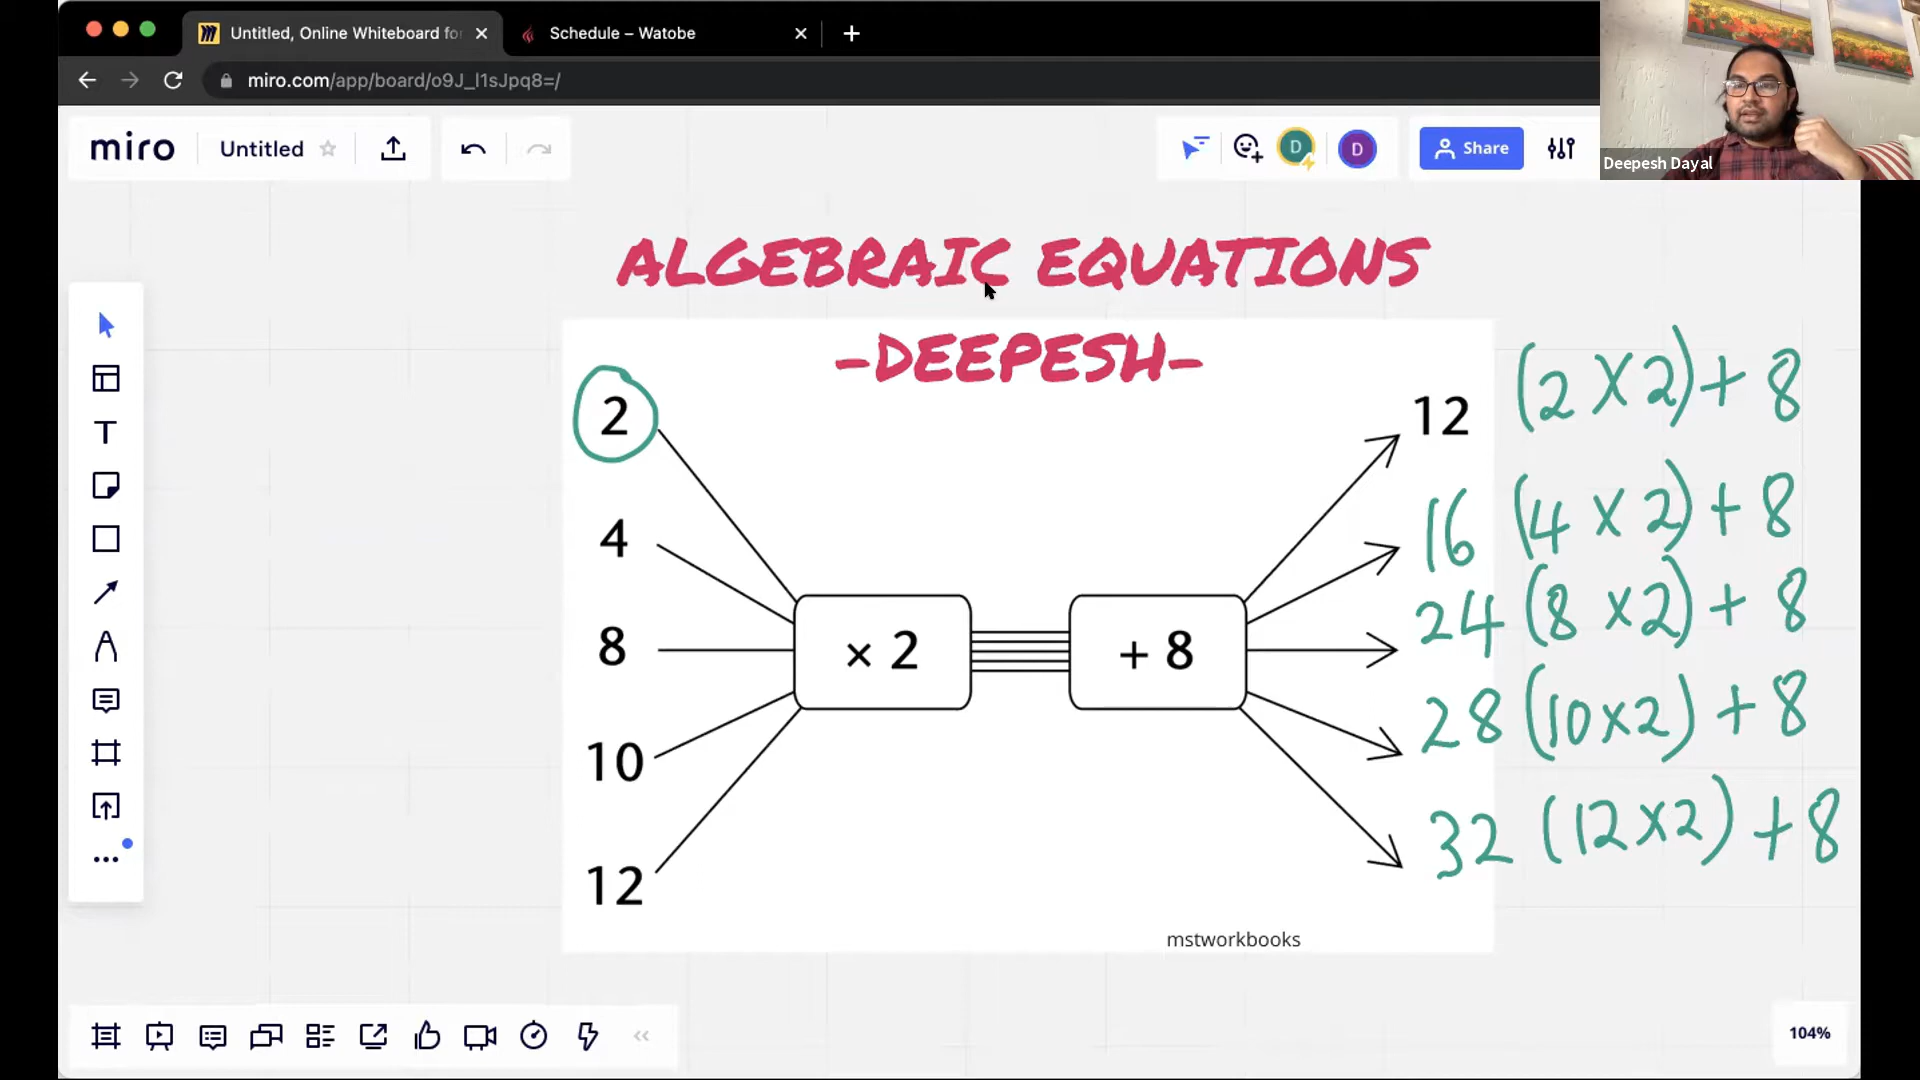 Untitled, Online Whiteboard fo
Schedule – Watobe
miro.com/app/board/o9J_l1sJpq8=/
miro
Untitled
D
D
Share
Deepesh Dayal
ALGEBRAIC EQUATIONS
-DEEPESH-
2
12 (2 X 2) + 8
4
16 (4 X 2) + 8
8
× 2
+ 8
24 (8 X 2) + 8
10
28 (10 x 2) + 8
12
32 (12 x 2) + 8
mstworkbooks
104%